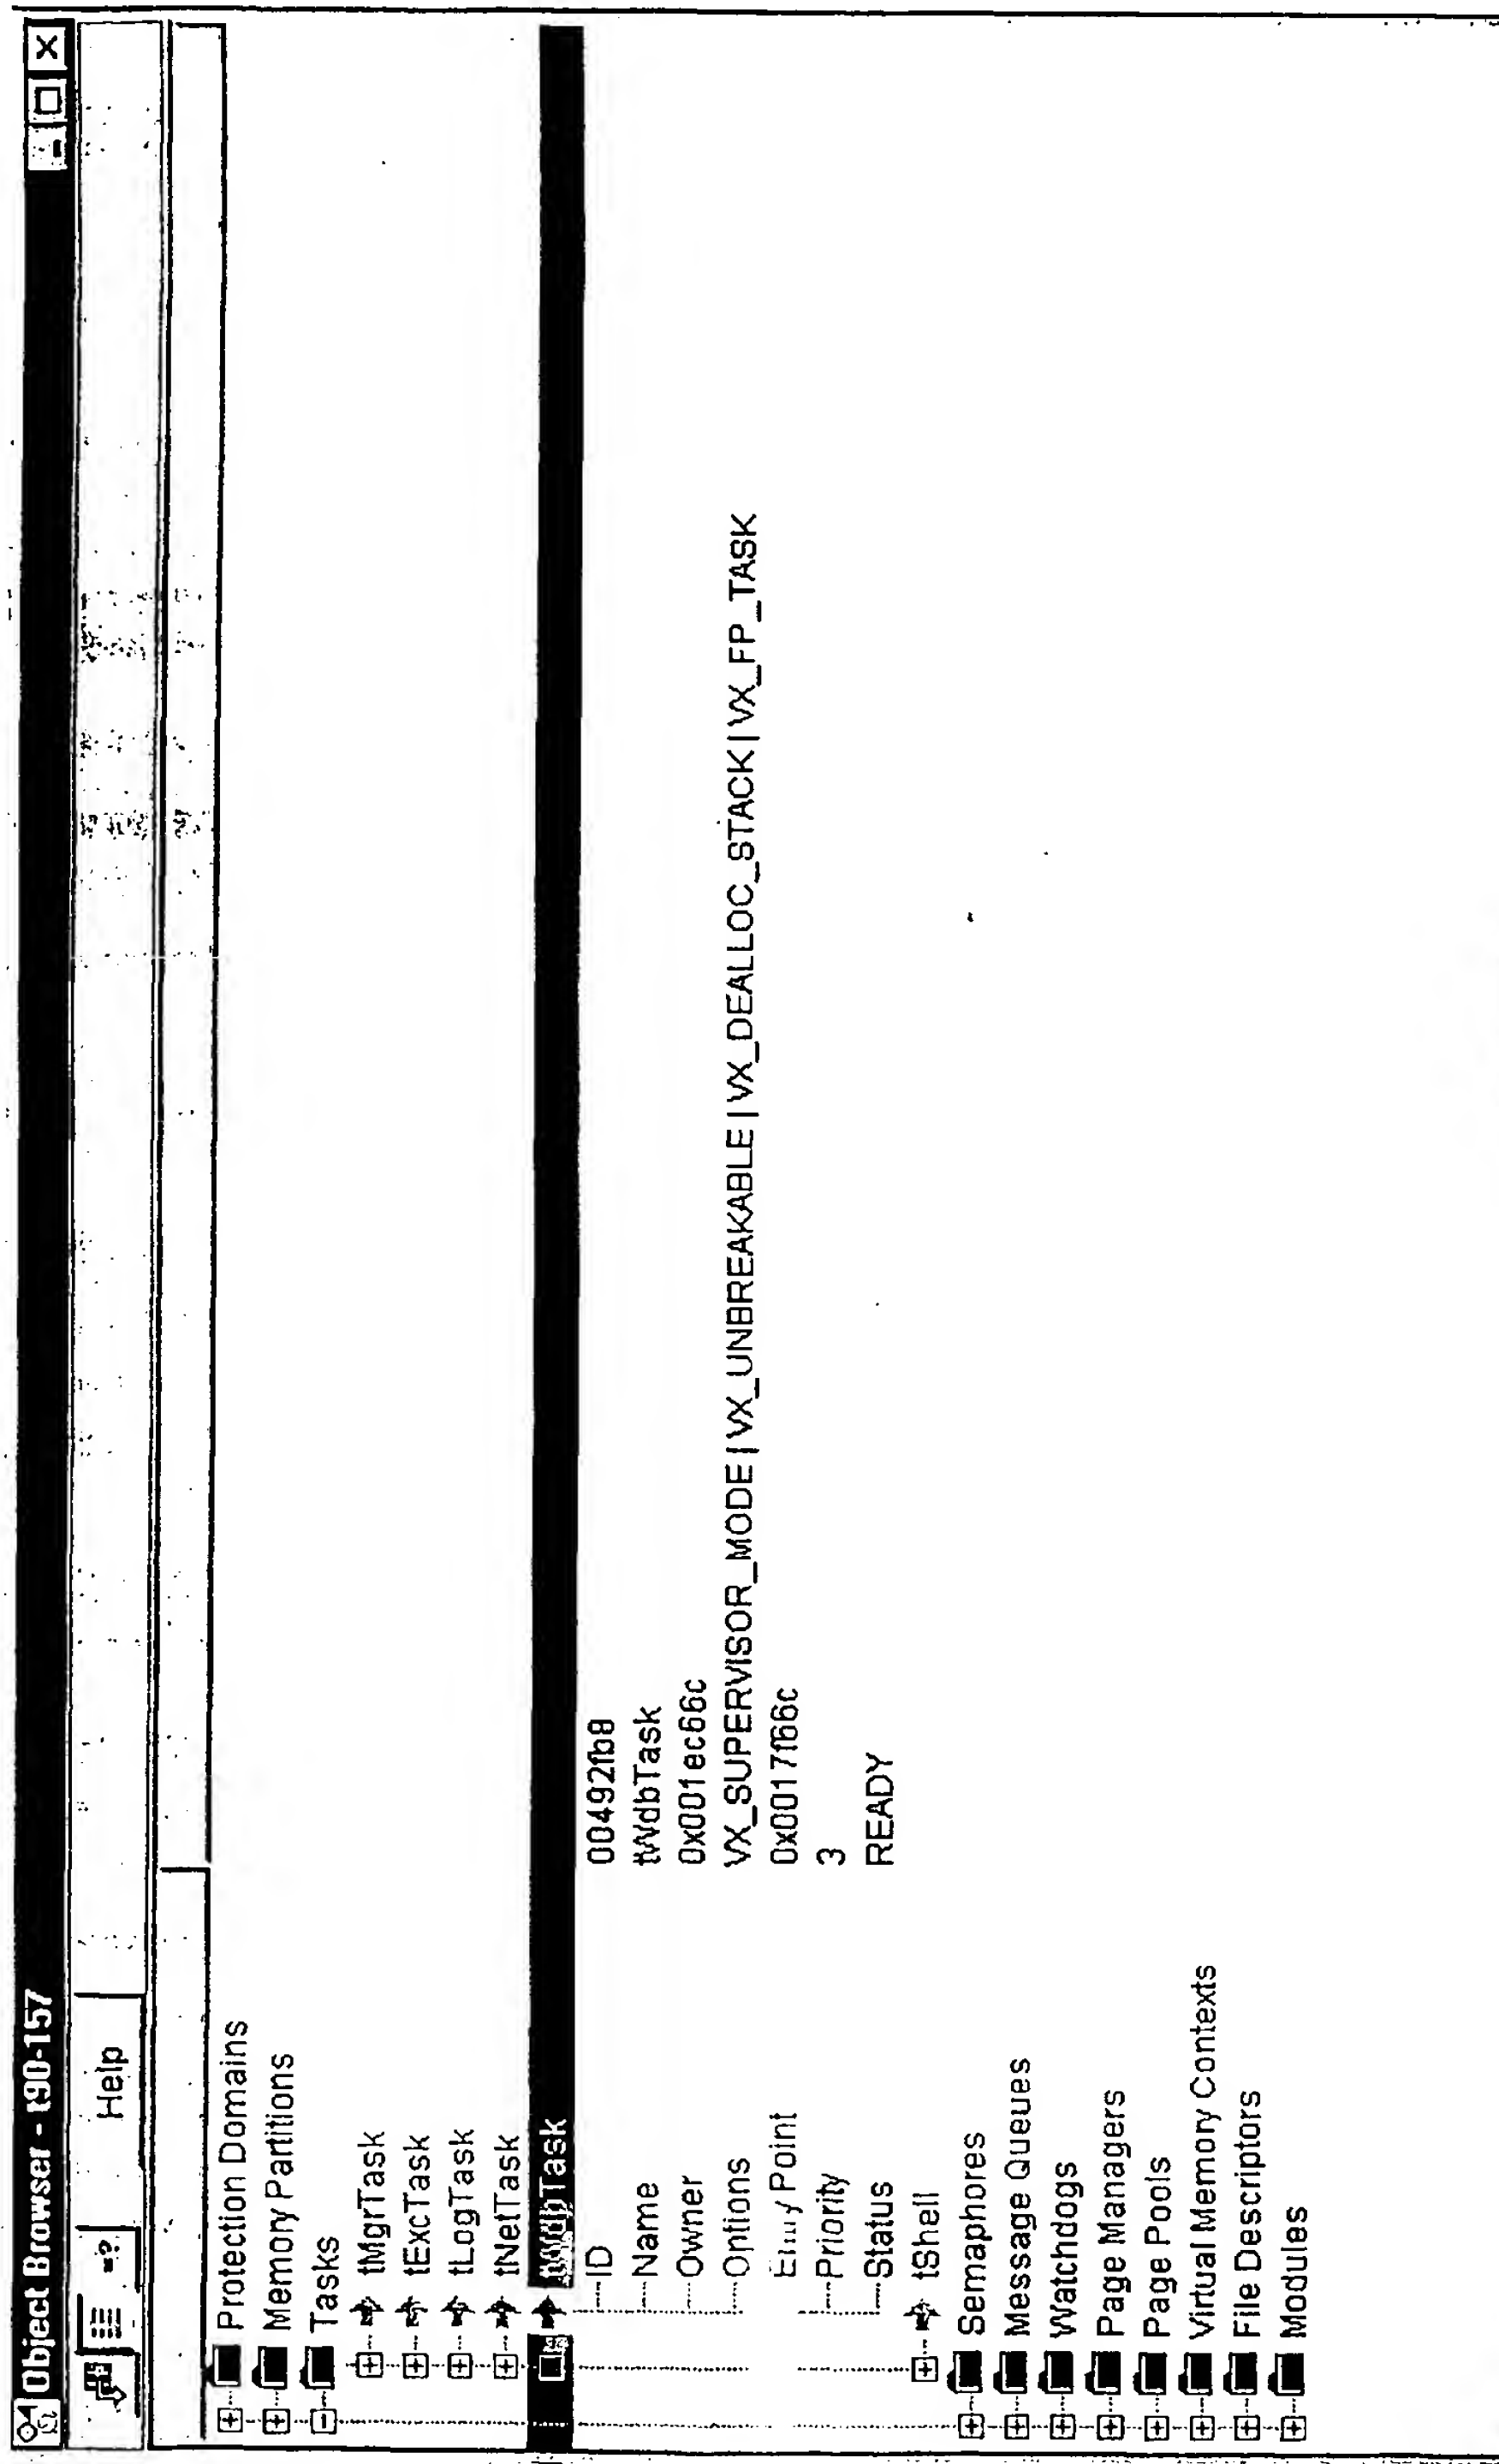 Object Browser - t90-157
=? Help
Protection Domains
Memory Partitions
Tasks
tMgrTask
tExcTask
tLogTask
tNetTask
tWdbTask
ID 00492fb8
Name tWdbTask
Owner 0x001ec66c
Options VX_SUPERVISOR_MODE | VX_UNBREAKABLE | VX_DEALLOC_STACK | VX_FP_TASK
Entry Point 0x0017f66c
Priority 3
Status READY
tShell
Semaphores
Message Queues
Watchdogs
Page Managers
Page Pools
Virtual Memory Contexts
File Descriptors
Modules